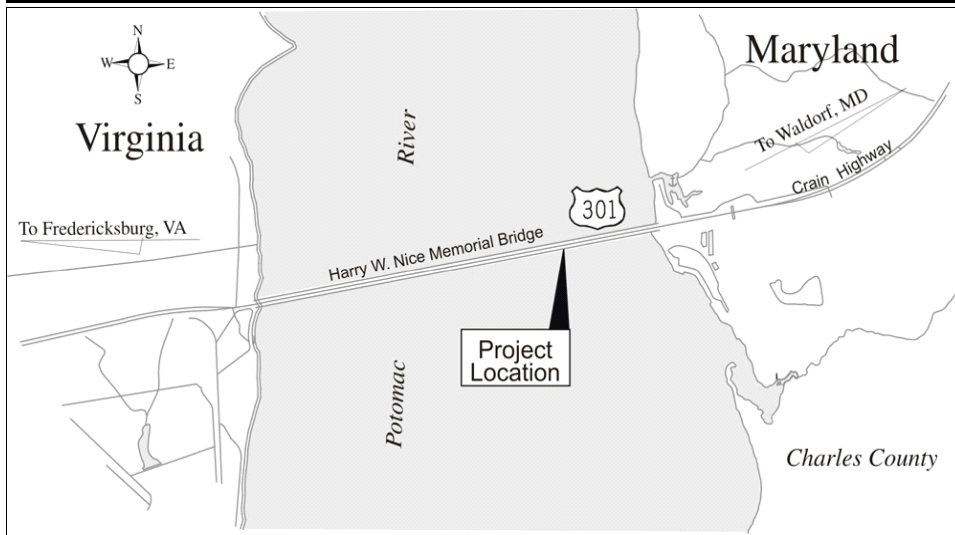 N
W
E
S
Virginia
Maryland
River
To Waldorf, MD
Crain Highway
301
To Fredericksburg, VA
Harry W. Nice Memorial Bridge
Project
Location
Potomac
Charles County